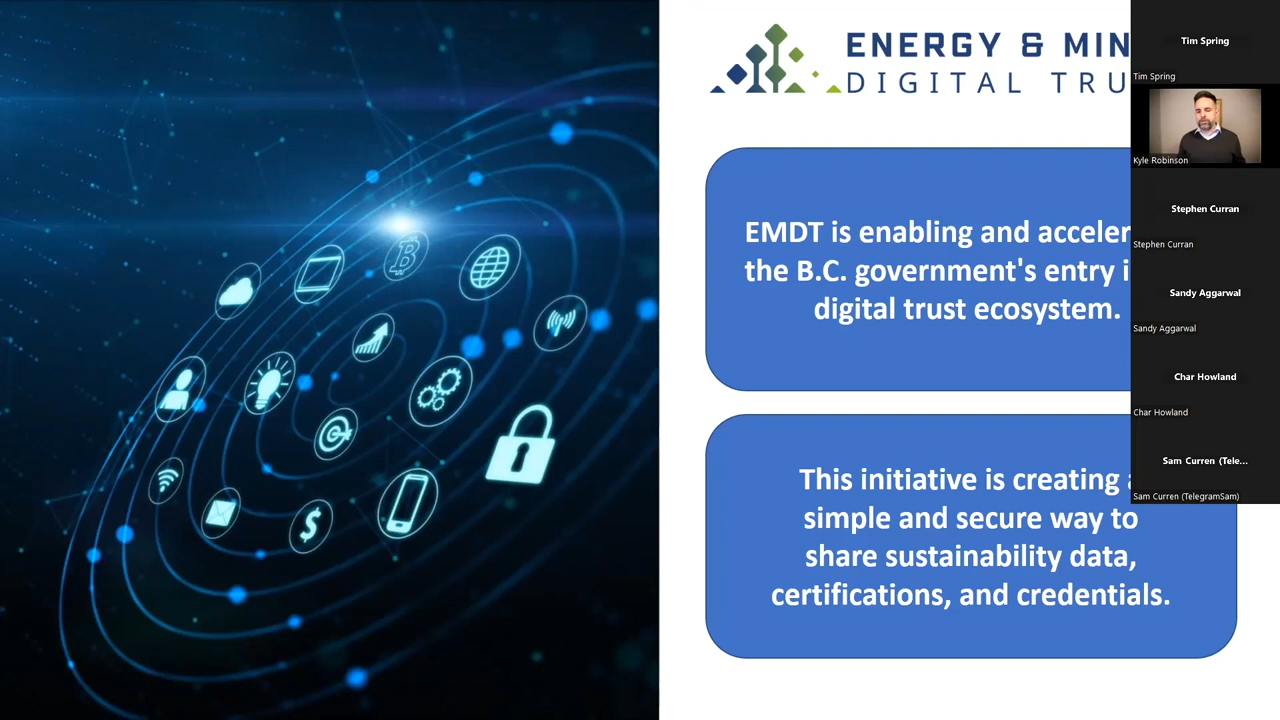 ENERGY & MIN
DIGITAL TRU
EMDT is enabling and acceler
the B.C. government's entry i
digital trust ecosystem.
This initiative is creating a
simple and secure way to
share sustainability data,
certifications, and credentials.
Tim Spring
Tim Spring
Kyle Robinson
Stephen Curran
Stephen Curran
Sandy Aggarwal
Sandy Aggarwal
Char Howland
Char Howland
Sam Curren (Tele...
Sam Curren (TelegramSam)